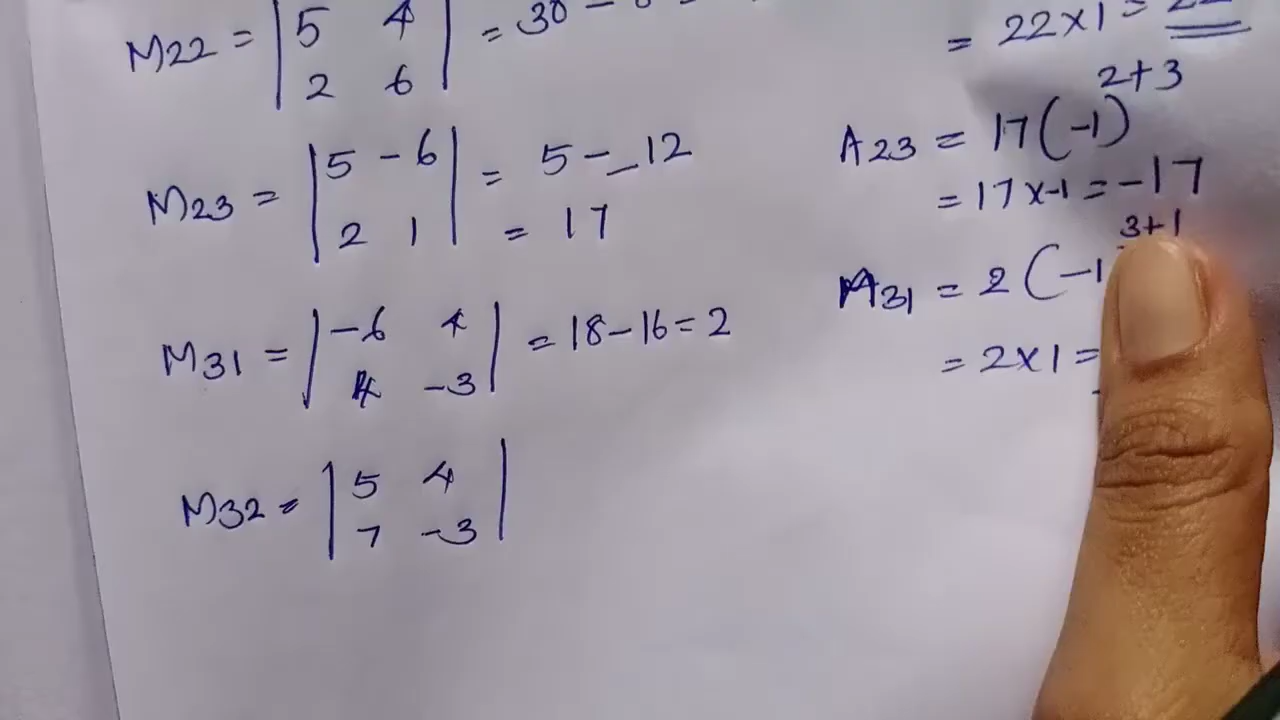 M22 = |5 4| = 30 -
|2 6|
M23 = |5 -6| = 5 - -12
|2 1| = 17
M31 = |-6 4| = 18-16=2
|4 -3|
M32 = |5 4|
|7 -3|
= 22×1 =
2+3
A23 = 17(-1)
= 17×-1 = -17
3+1
A31 = 2(-1
= 2×1 =